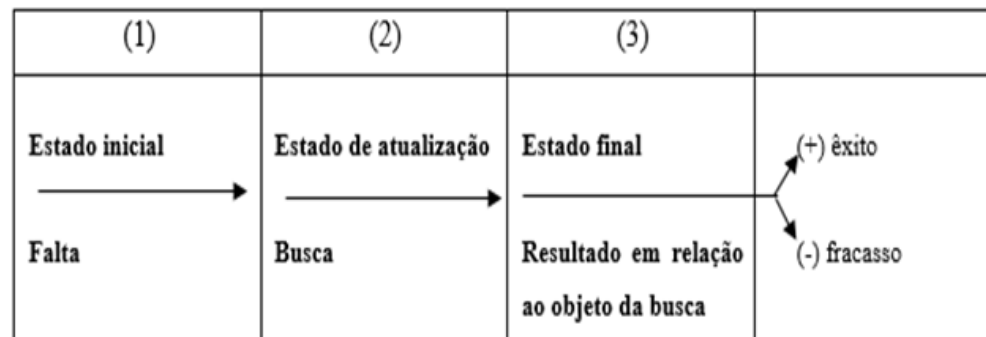 (1) (2) (3)
Estado inicial Estado de atualização Estado final (+) êxito
Falta Busca Resultado em relação (-) fracasso
ao objeto da busca